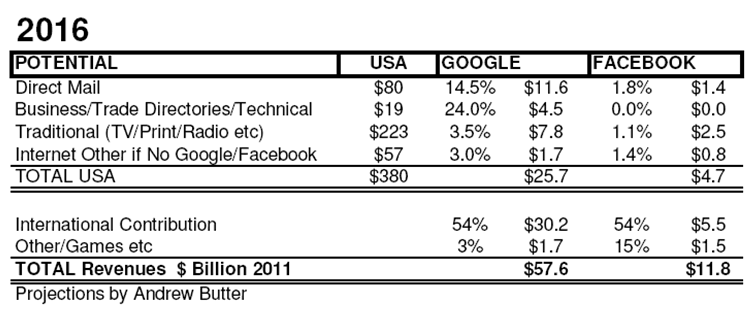 2016
POTENTIAL USA GOOGLE FACEBOOK
Direct Mail $80 14.5% $11.6 1.8% $1.4
Business/Trade Directories/Technical $19 24.0% $4.5 0.0% $0.0
Traditional (TV/Print/Radio etc) $223 3.5% $7.8 1.1% $2.5
Internet Other if No Google/Facebook $57 3.0% $1.7 1.4% $0.8
TOTAL USA $380 $25.7 $4.7
International Contribution 54% $30.2 54% $5.5
Other/Games etc 3% $1.7 15% $1.5
TOTAL Revenues $ Billion 2011 $57.6 $11.8
Projections by Andrew Butter